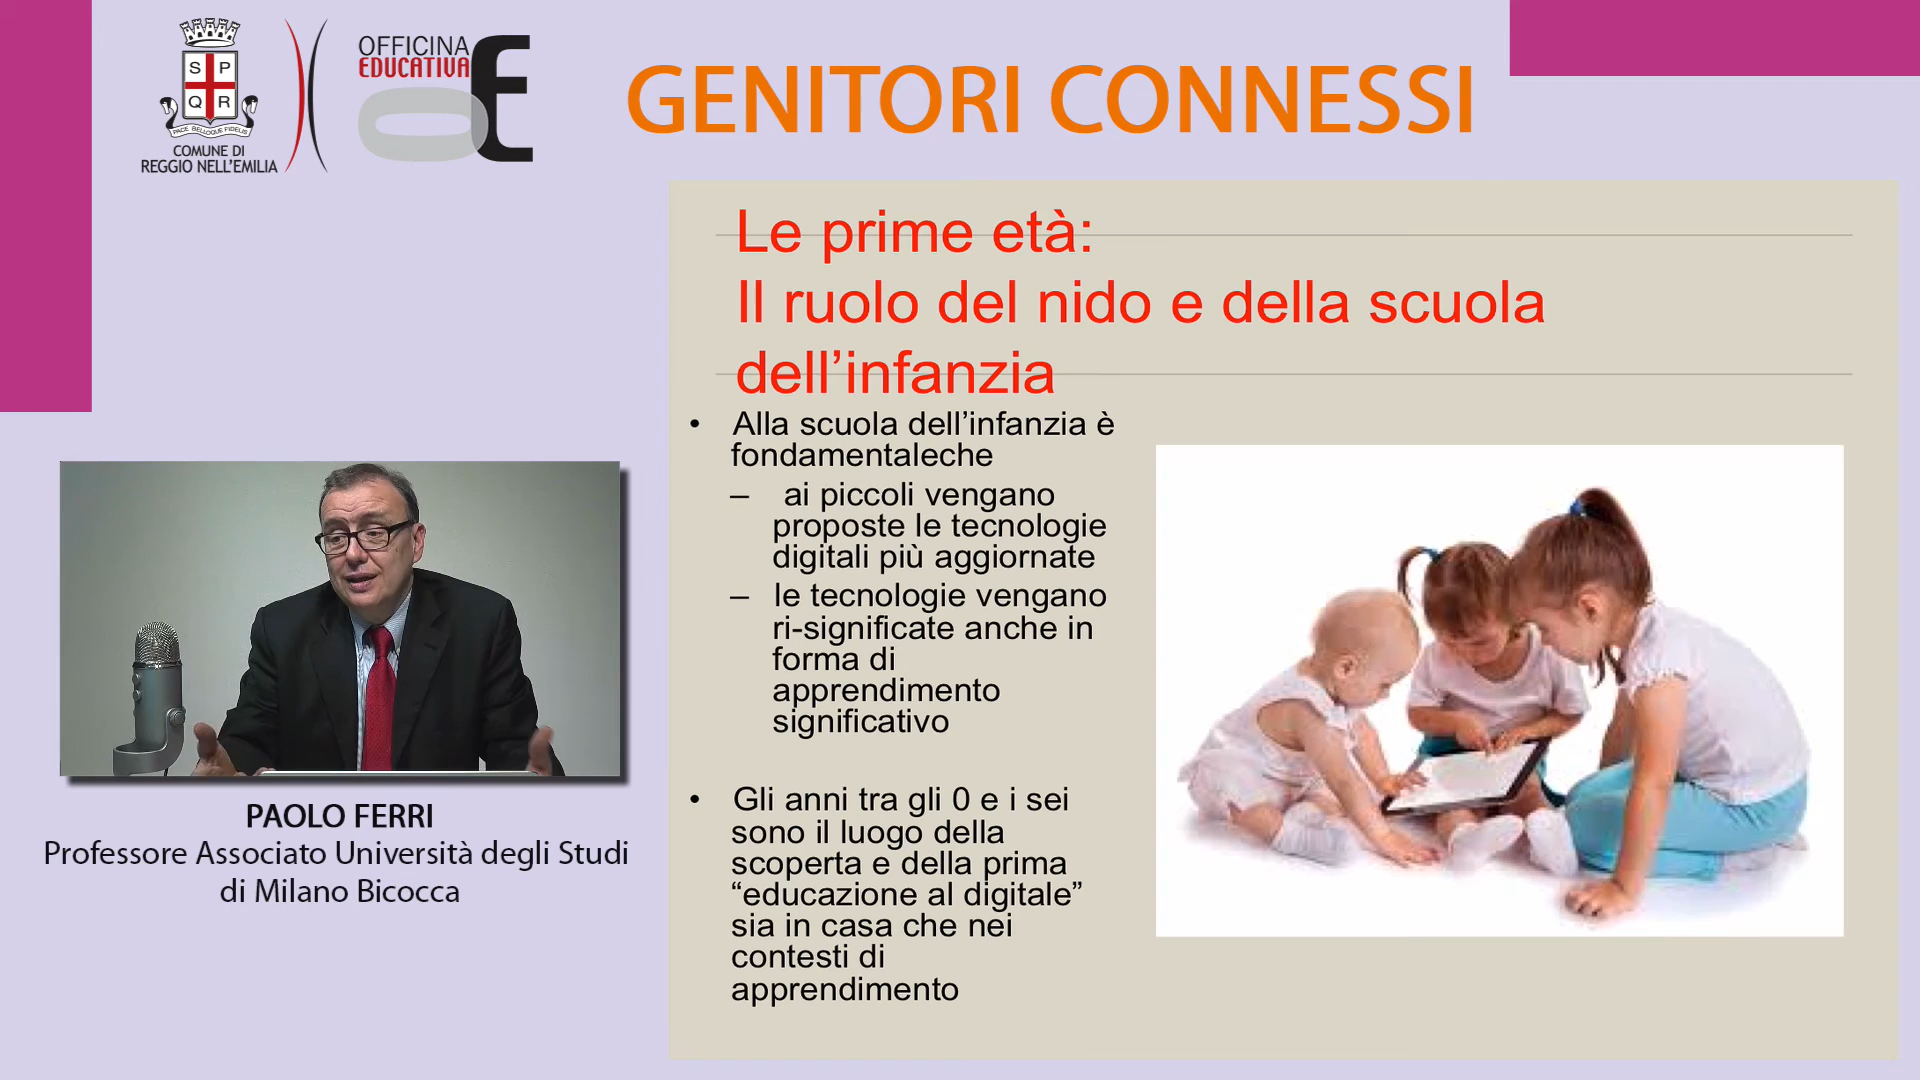 S P
Q R
PACE BELLOQUE FIDELIS
COMUNE DI
REGGIO NELL'EMILIA
OFFICINA
EDUCATIVA
OE
GENITORI CONNESSI
Le prime età:
Il ruolo del nido e della scuola
dell’infanzia
• Alla scuola dell’infanzia è
fondamentaleche
– ai piccoli vengano
proposte le tecnologie
digitali più aggiornate
– le tecnologie vengano
ri-significate anche in
forma di
apprendimento
significativo
• Gli anni tra gli 0 e i sei
sono il luogo della
scoperta e della prima
“educazione al digitale”
sia in casa che nei
contesti di
apprendimento
PAOLO FERRI
Professore Associato Università degli Studi
di Milano Bicocca